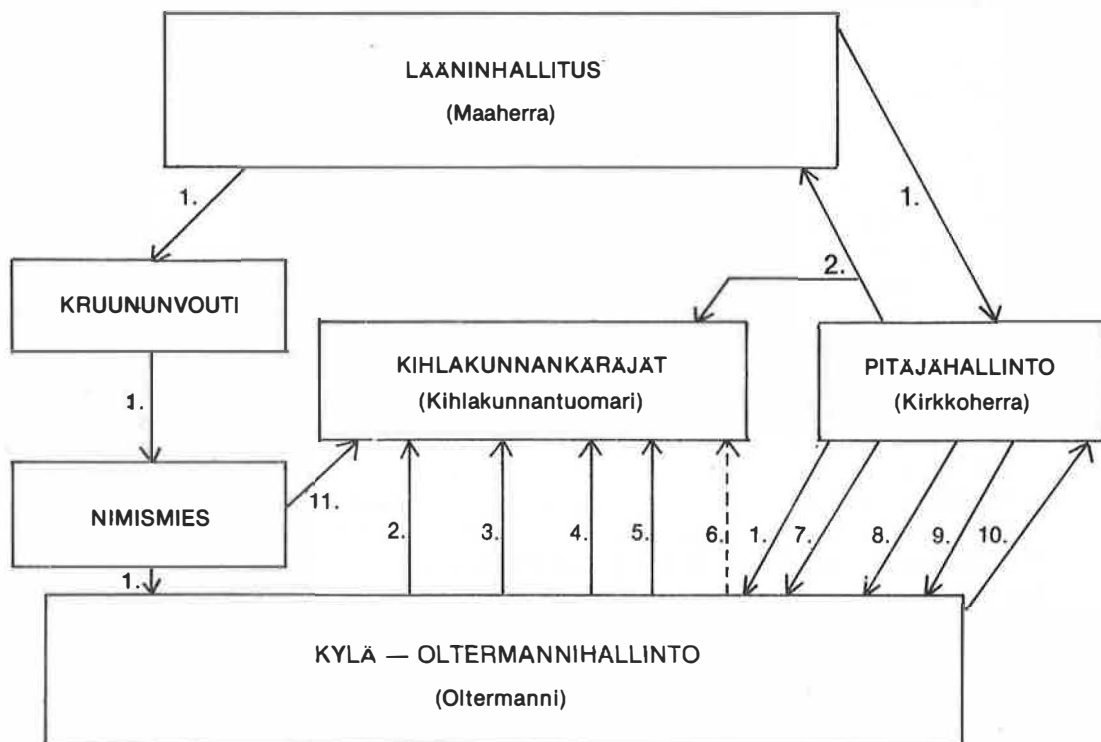 LÄÄNINHALLITUS
(Maaherra)
1.
1.
2.
KRUUNUNVOUTI
KIHLAKUNNANKÄRÄJÄT
(Kihlakunnantuomari)
PITÄJÄHALLINTO
(Kirkkoherra)
1.
NIMISMIES
11.
2.
3.
4.
5.
6.
1.
7.
8.
9.
10.
1.
KYLÄ — OLTERMANNIHALLINTO
(Oltermanni)